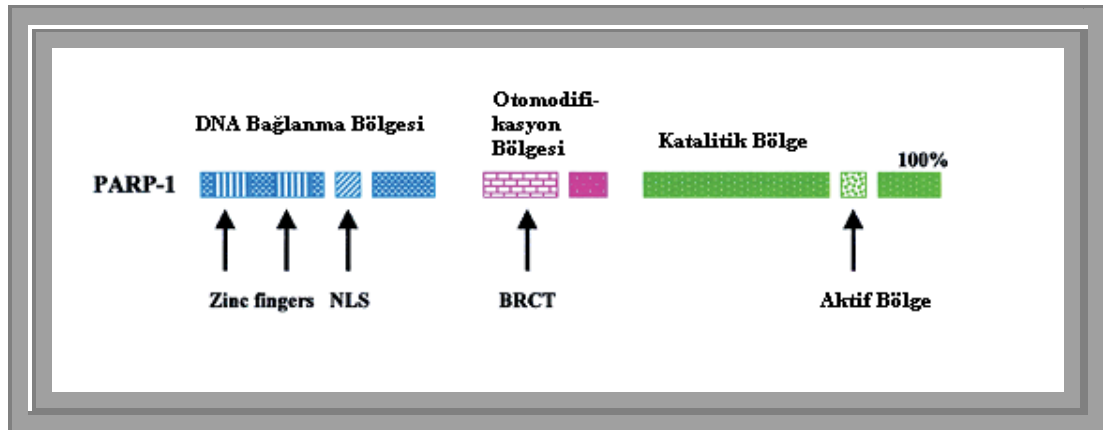 DNA Bağlanma Bölgesi
Otomodifi-
kasyon
Bölgesi
Katalitik Bölge
100%
PARP-1
Zinc fingers
NLS
BRCT
Aktif Bölge